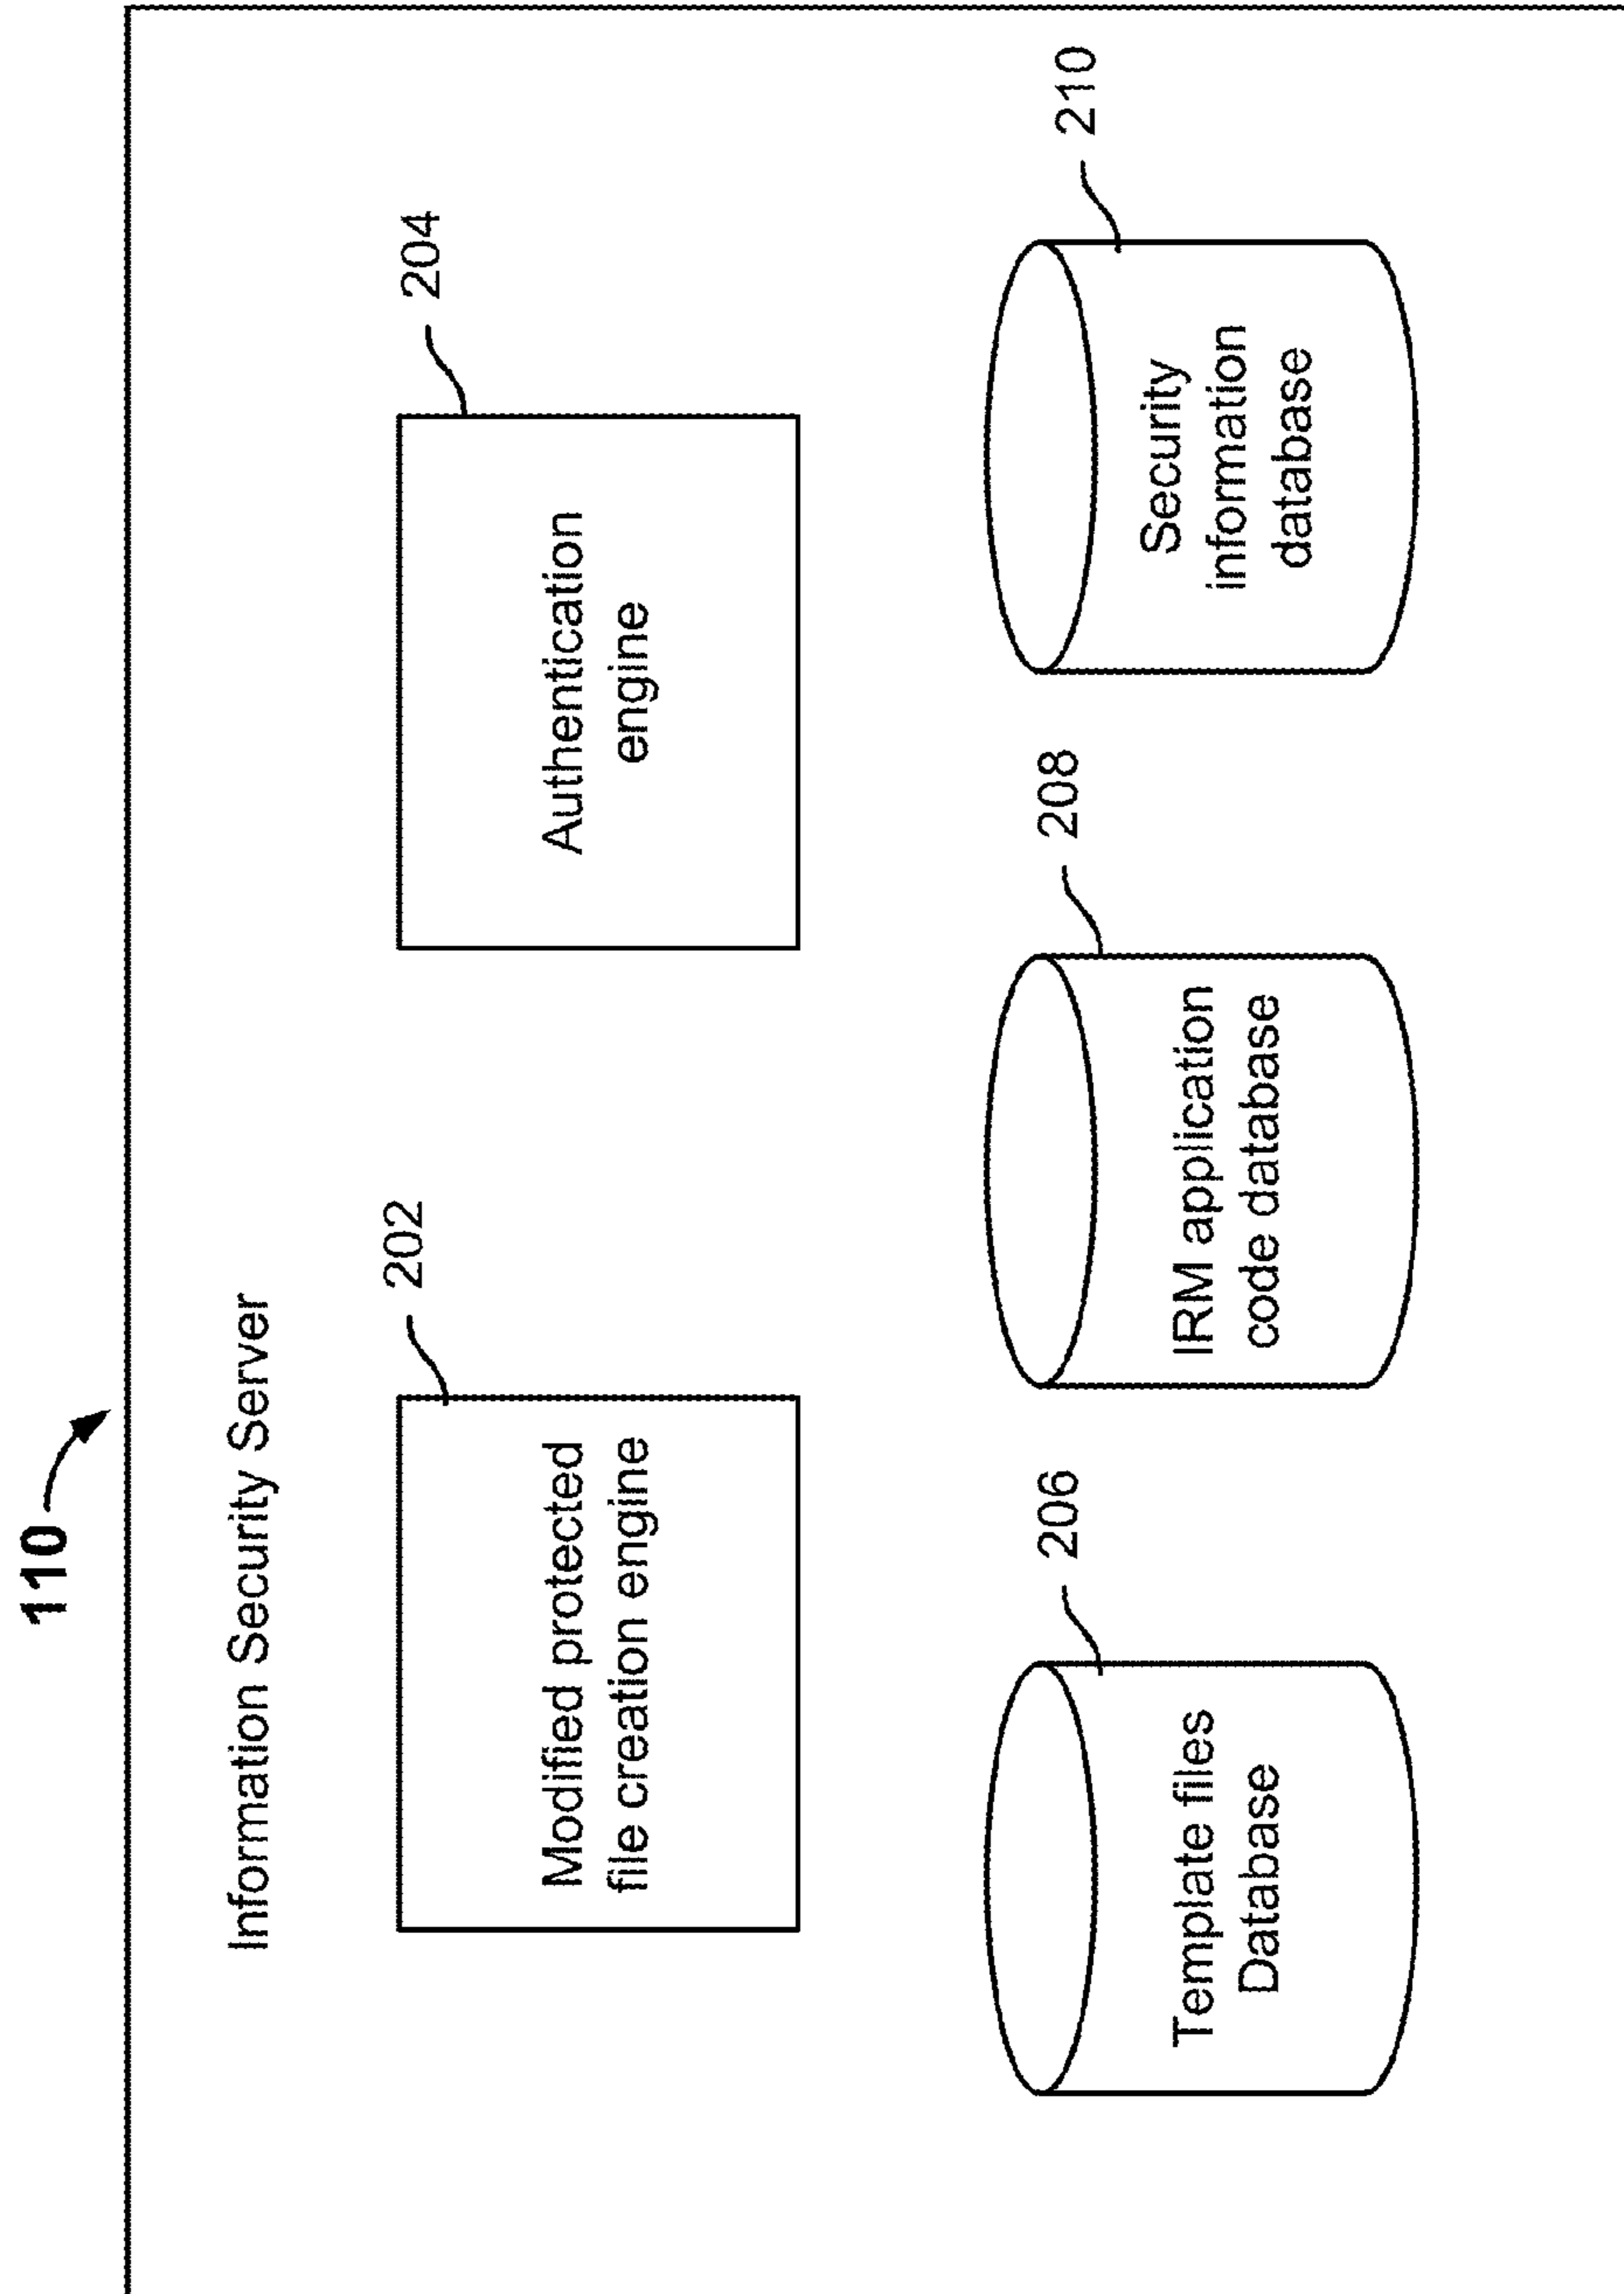 110
Information Security Server
202
Modified protected
file creation engine
204
Authentication
engine
206
Template files
Database
208
IRM application
code database
210
Security
information
database